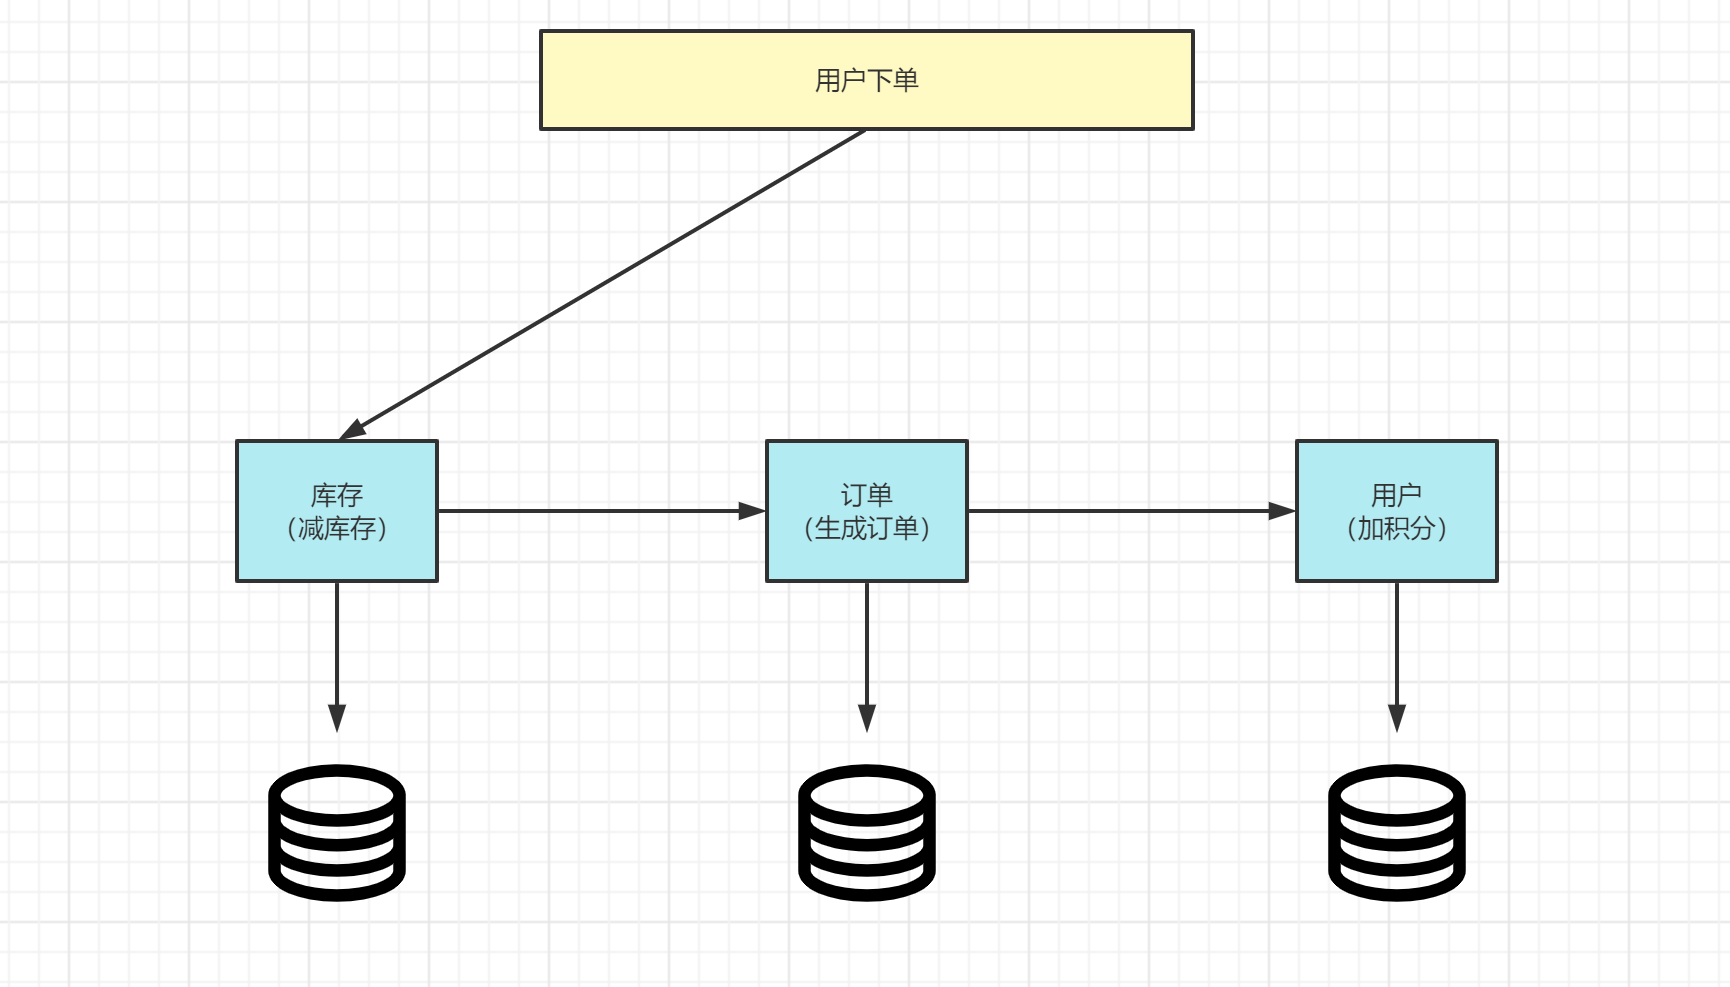 用户下单
库存
（减库存）
订单
（生成订单）
用户
（加积分）